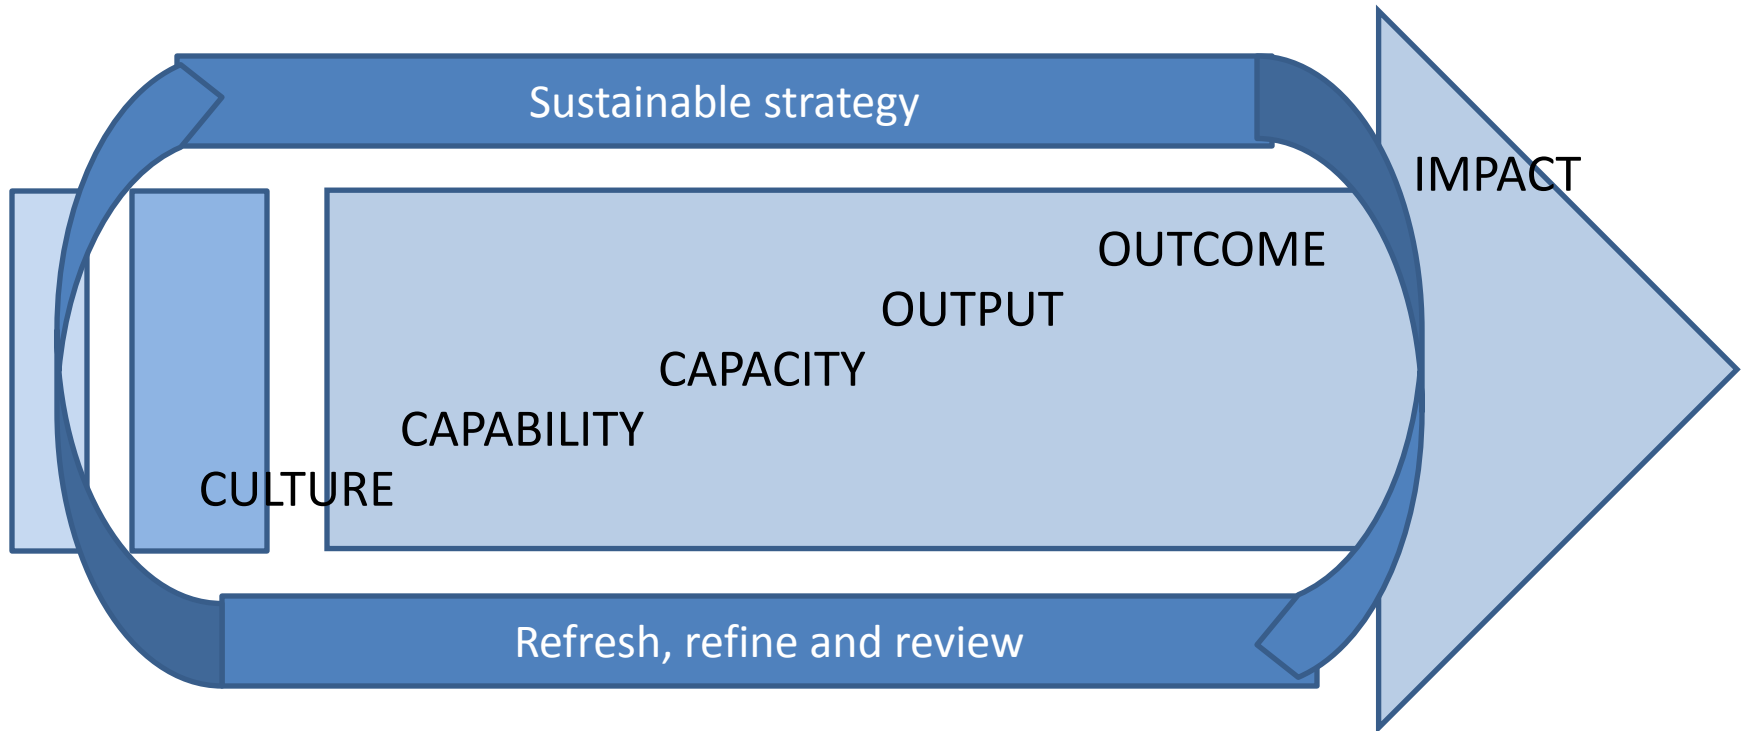 Sustainable strategy
IMPACT
OUTCOME
OUTPUT
CAPACITY
CAPABILITY
CULTURE
Refresh, refine and review